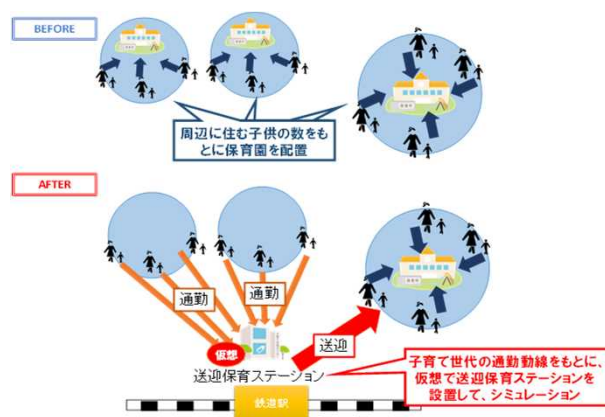 BEFORE
周辺に住む子供の数をも
とに保育園を配置
AFTER
通勤
通勤
仮想
送迎
送迎保育ステーション
子育て世代の通勤動線をもとに、
仮想で送迎保育ステーションを
設置して、シミュレーション
鉄道駅